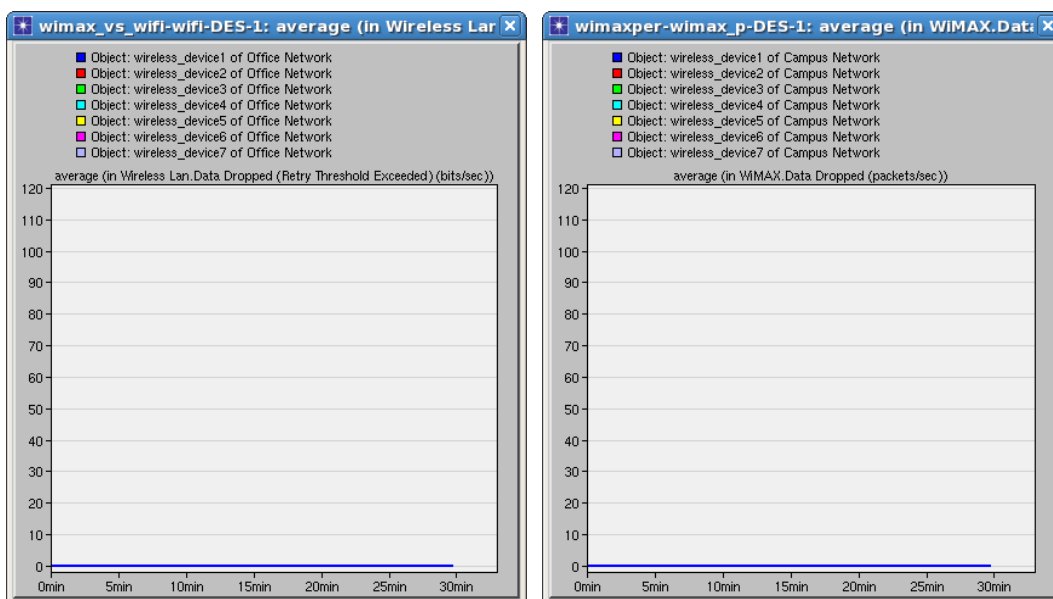 wimax_vs_wifi-wifi-DES-1: average (in Wireless Lar
Object: wireless_device1 of Office Network
Object: wireless_device2 of Office Network
Object: wireless_device3 of Office Network
Object: wireless_device4 of Office Network
Object: wireless_device5 of Office Network
Object: wireless_device6 of Office Network
Object: wireless_device7 of Office Network
average (in Wireless Lan.Data Dropped (Retry Threshold Exceeded) (bits/sec))
120
110
100
90
80
70
60
50
40
30
20
10
0
0min 5min 10min 15min 20min 25min 30min
wimaxper-wimax_p-DES-1: average (in WiMAX.Data
Object: wireless_device1 of Campus Network
Object: wireless_device2 of Campus Network
Object: wireless_device3 of Campus Network
Object: wireless_device4 of Campus Network
Object: wireless_device5 of Campus Network
Object: wireless_device6 of Campus Network
Object: wireless_device7 of Campus Network
average (in WiMAX.Data Dropped (packets/sec))
120
110
100
90
80
70
60
50
40
30
20
10
0
0min 5min 10min 15min 20min 25min 30min